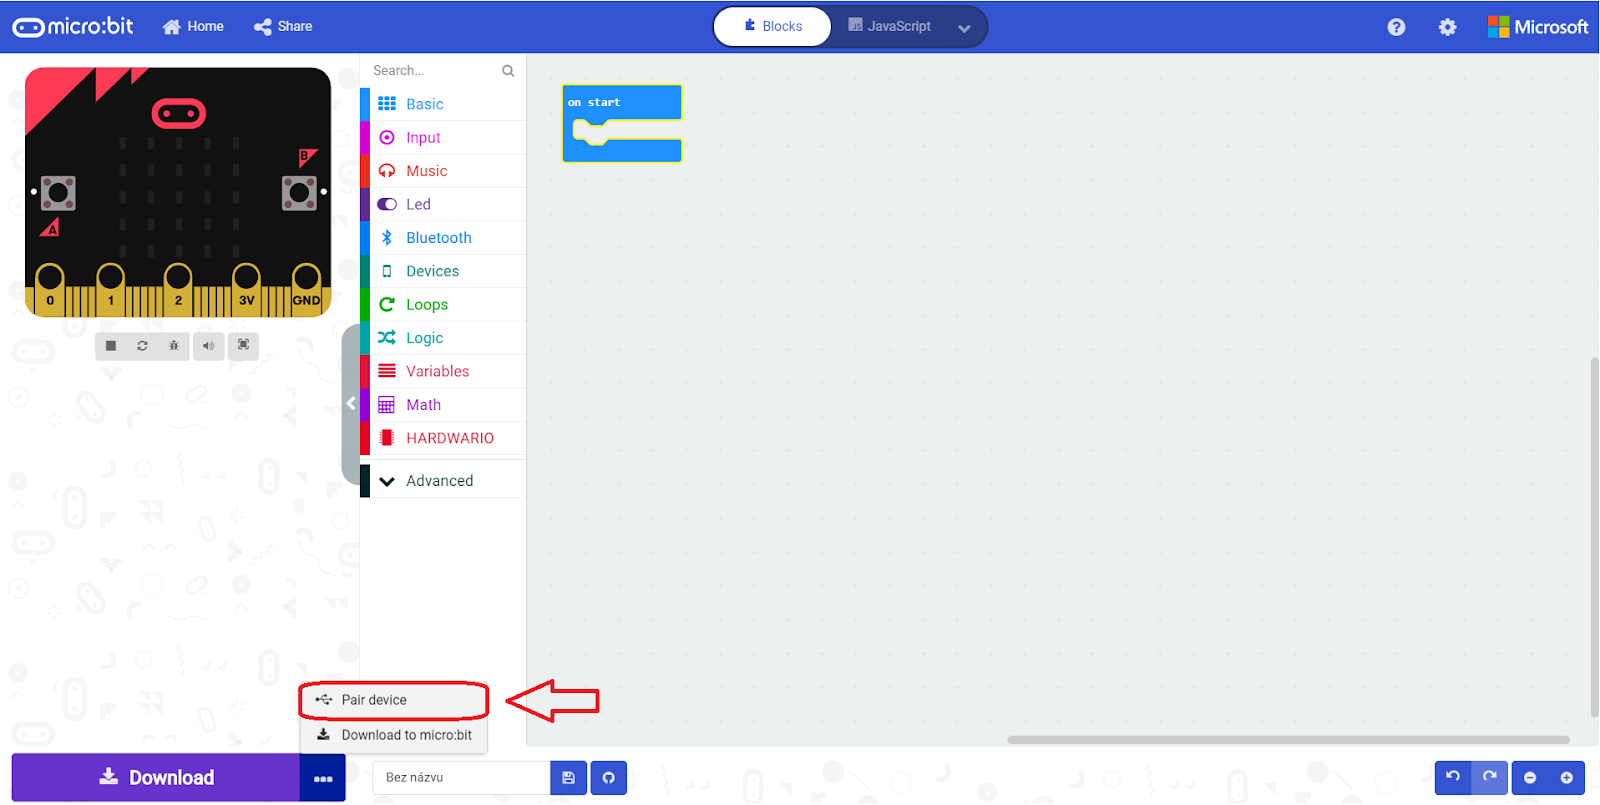 micro:bit Home Share Blocks JS JavaScript ? Microsoft
Search...
Basic
Input
Music
Led
Bluetooth
Devices
Loops
Logic
Variables
Math
HARDWARIO
Advanced
on start
B
A
0 1 2 3V GND
Pair device
Download to micro:bit
Download
Bez názvu